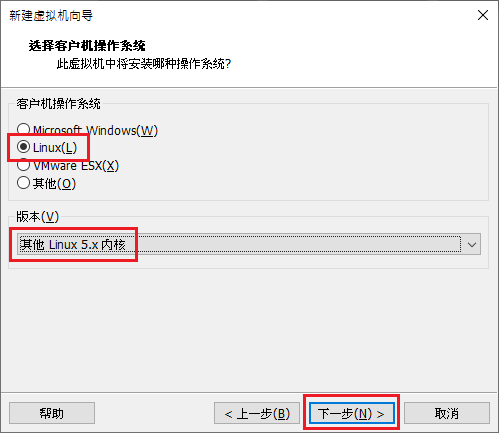 新建虚拟机向导
选择客户机操作系统
此虚拟机中将安装哪种操作系统?
客户机操作系统
Microsoft Windows(W)
Linux(L)
VMware ESX(X)
其他(O)
版本(V)
其他 Linux 5.x 内核
帮助
< 上一步(B)
下一步(N) >
取消